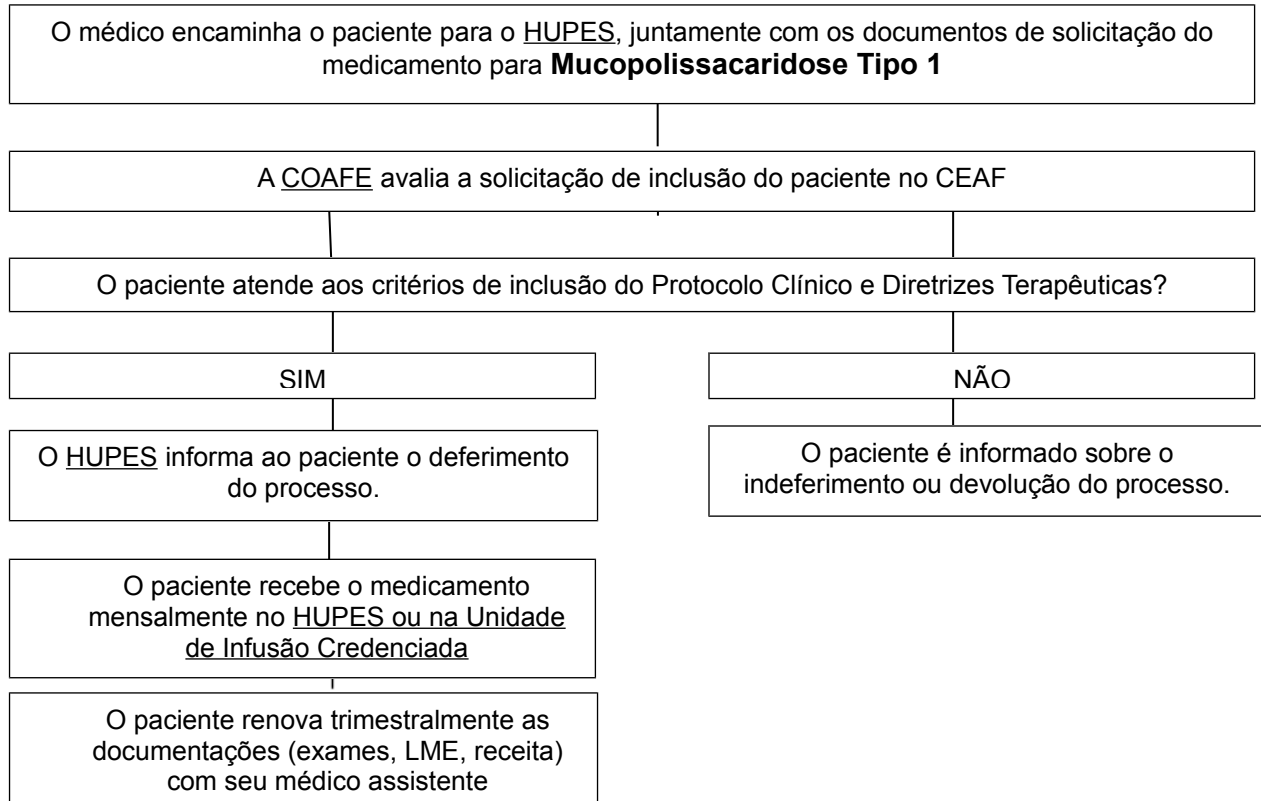 O médico encaminha o paciente para o HUPES, juntamente com os documentos de solicitação do
medicamento para Mucopolissacaridose Tipo 1
A COAFE avalia a solicitação de inclusão do paciente no CEAF
O paciente atende aos critérios de inclusão do Protocolo Clínico e Diretrizes Terapêuticas?
SIM
NÃO
O HUPES informa ao paciente o deferimento
do processo.
O paciente é informado sobre o
indeferimento ou devolução do processo.
O paciente recebe o medicamento
mensalmente no HUPES ou na Unidade
de Infusão Credenciada
O paciente renova trimestralmente as
documentações (exames, LME, receita)
com seu médico assistente